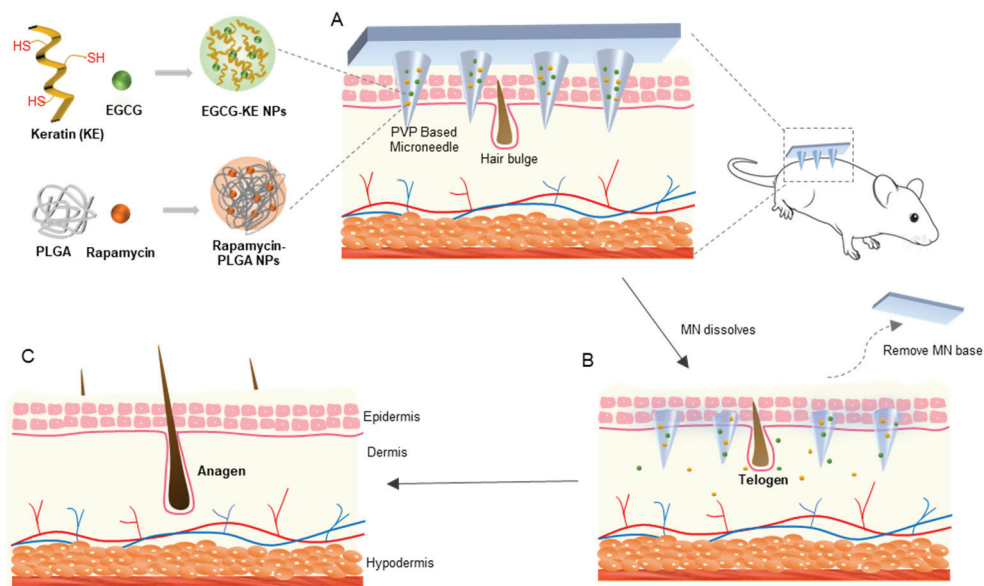 A
HS
SH
HS
EGCG
Keratin (KE)
EGCG-KE NPs
PVP Based
Microneedle
Hair bulge
PLGA
Rapamycin
Rapamycin-
PLGA NPs
MN dissolves
Remove MN base
B
Telogen
C
Epidermis
Dermis
Anagen
Hypodermis